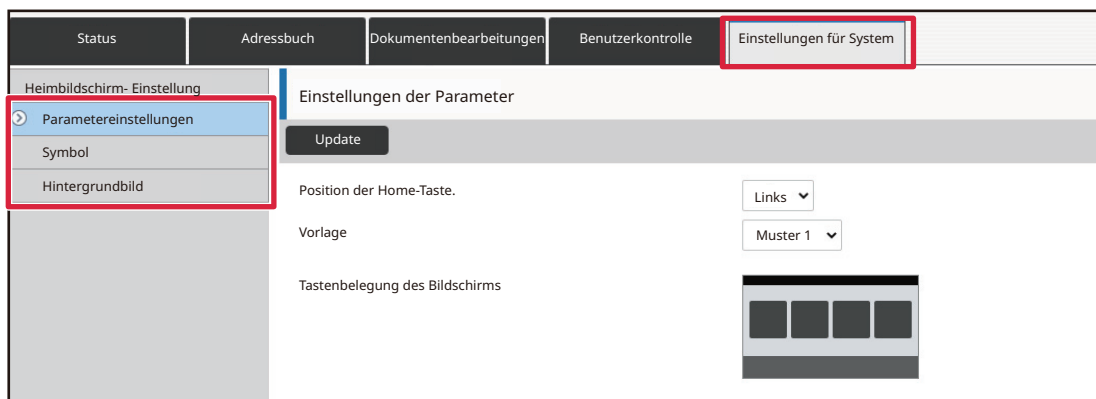 Status
Adressbuch
Dokumentenbearbeitungen
Benutzerkontrolle
Einstellungen für System
Heimbildschirm- Einstellung
Parametereinstellungen
Symbol
Hintergrundbild
Einstellungen der Parameter
Update
Position der Home-Taste.
Links
Vorlage
Muster 1
Tastenbelegung des Bildschirms